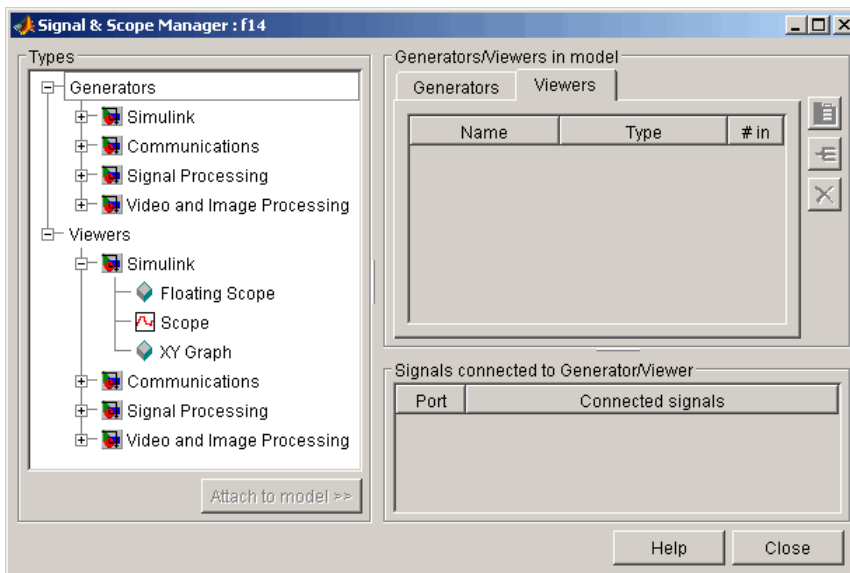 Signal & Scope Manager : f14
Types
Generators
Simulink
Communications
Signal Processing
Video and Image Processing
Viewers
Simulink
Floating Scope
Scope
XY Graph
Communications
Signal Processing
Video and Image Processing
Attach to model >>
Generators/Viewers in model
Generators Viewers
Name Type # in
Signals connected to Generator/Viewer
Port Connected signals
Help Close